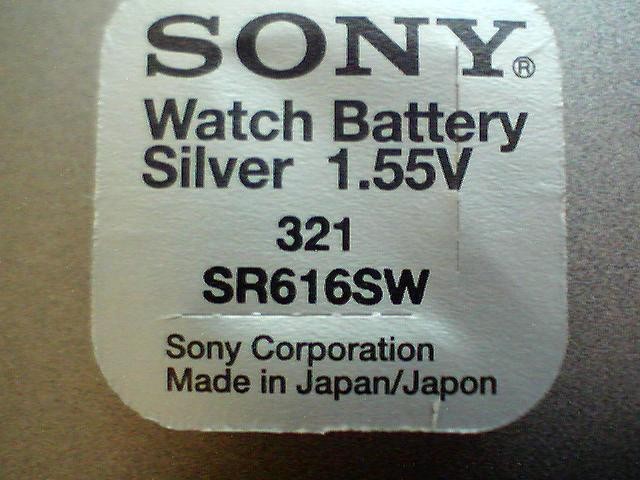 SONY®
Watch Battery
Silver 1.55V
321
SR616SW
Sony Corporation
Made in Japan/Japon